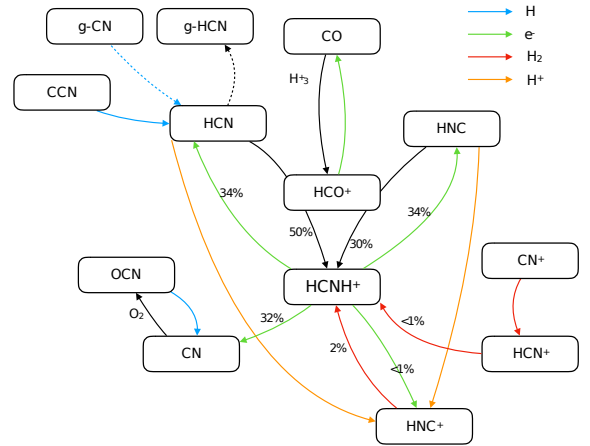 g-CN
g-HCN
CO
H
e-
H₂
H⁺
CCN
H⁺₃
HCN
HNC
HCO⁺
34%
34%
50%
30%
CN⁺
OCN
HCNH⁺
O₂
32%
<1%
CN
2%
HCN⁺
<1%
HNC⁺